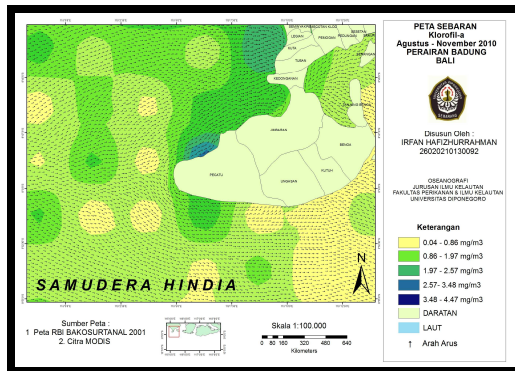 PETA SEBARAN
Klorofil-a
Agustus - November 2010
PERAIRAN BADUNG
BALI
Disusun Oleh :
IRFAN HAFIZHURRAHMAN
26020210130092
OSEANOGRAFI
JURUSAN ILMU KELAUTAN
FAKULTAS PERIKANAN & ILMU KELAUTAN
UNIVERSITAS DIPONEGORO
Keterangan
0.04 - 0.86 mg/m3
0.86 - 1.97 mg/m3
1.97 - 2.57 mg/m3
2.57- 3.48 mg/m3
3.48 - 4.47 mg/m3
DARATAN
LAUT
† Arah Arus
N
LEGIAN
KUTA
TUBAN
KEDONGANAN
JIMBARAN
BENOA
PECATU
UNGASAN
KUTUH
SAMUDERA HINDIA
Sumber Peta :
1 Peta RBI BAKOSURTANAL 2001
2. Citra MODIS
Skala 1:100.000
0 80 160 320 480 640
Kilometers